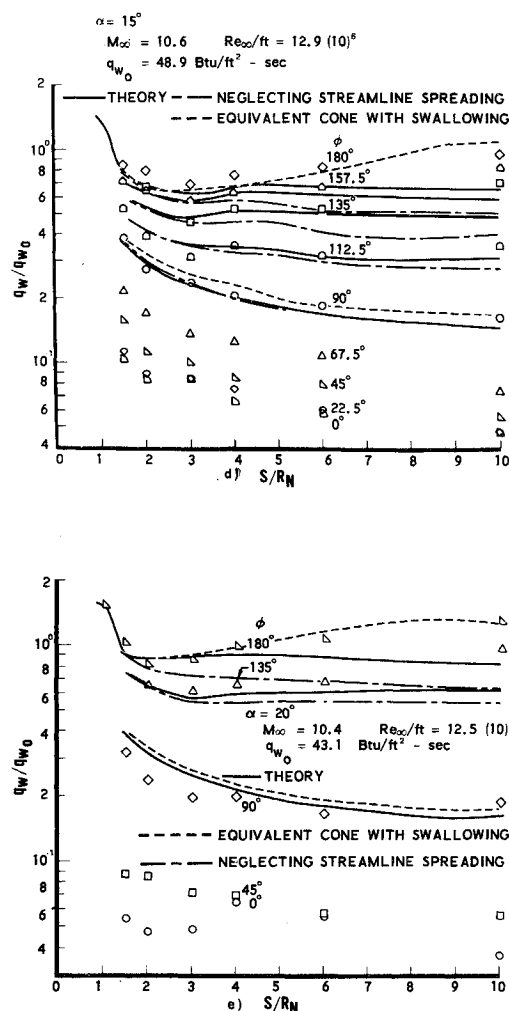 α = 15°
M∞ = 10.6 Re∞/ft = 12.9 (10)⁶
qW₀ = 48.9 Btu/ft² - sec
THEORY
NEGLECTING STREAMLINE SPREADING
EQUIVALENT CONE WITH SWALLOWING
2
10⁰
8
6
4
2
10⁻¹
8
6
4
qW/qW₀
ϕ
180°
157.5°
135°
112.5°
90°
67.5°
45°
22.5°
0°
0 1 2 3 4 5 6 7 8 9 10
d) S/RN
2
10⁰
8
6
4
2
10⁻¹
8
6
4
qW/qW₀
ϕ
180°
135°
α = 20°
M∞ = 10.4 Re∞/ft = 12.5 (10)
qW₀ = 43.1 Btu/ft² - sec
THEORY
90°
EQUIVALENT CONE WITH SWALLOWING
NEGLECTING STREAMLINE SPREADING
45°
0°
0 1 2 3 4 5 6 7 8 9 10
e) S/RN